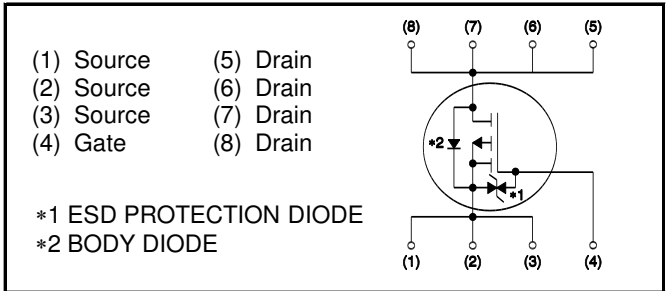 (1) Source (5) Drain
(2) Source (6) Drain
(3) Source (7) Drain
(4) Gate (8) Drain
∗1 ESD PROTECTION DIODE
∗2 BODY DIODE
(8) (7) (6) (5)
∗2
∗1
(1) (2) (3) (4)